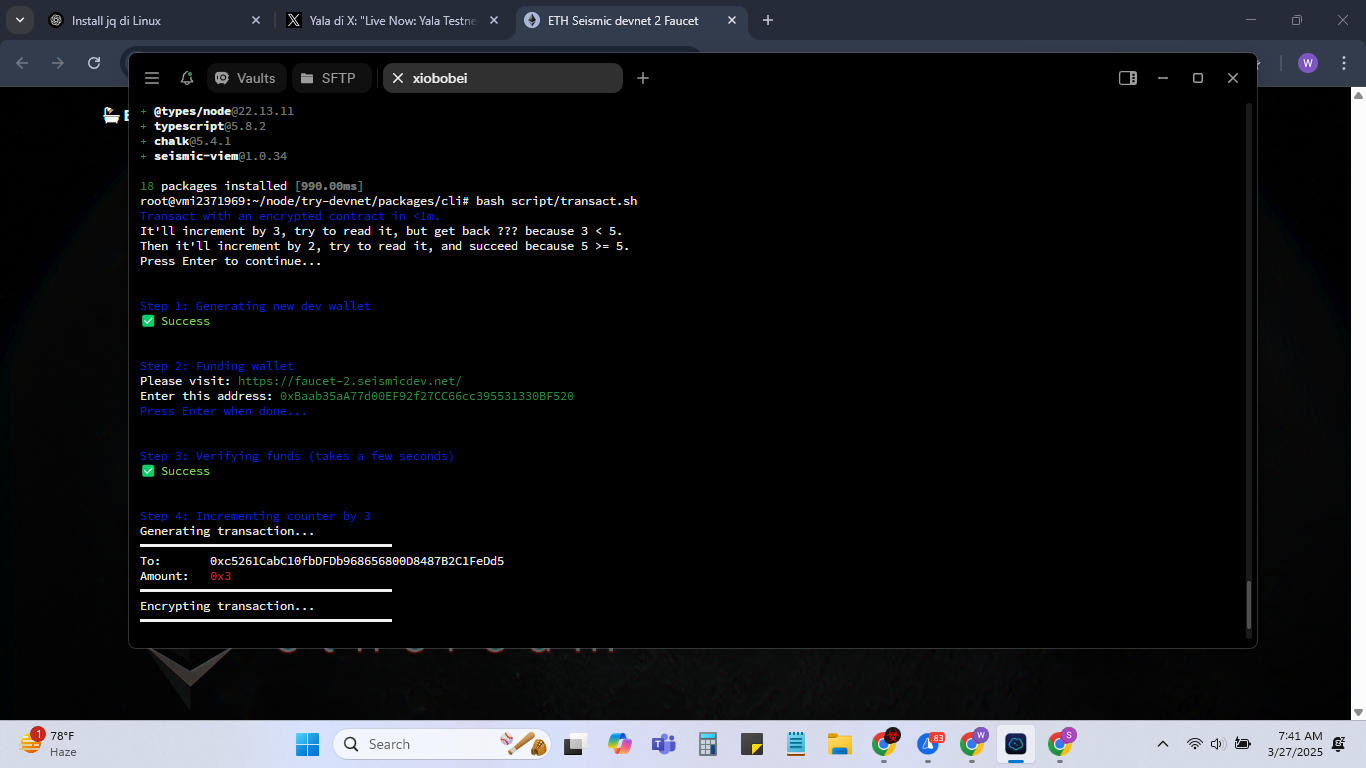 Install jq di Linux
Yala di X: "Live Now: Yala Testne
ETH Seismic devnet 2 Faucet
W
Vaults
SFTP
xiobobei
+ @types/node@22.13.11
+ typescript@5.8.2
+ chalk@5.4.1
+ seismic-viem@1.0.34
18 packages installed [990.00ms]
root@vmi2371969:~/node/try-devnet/packages/cli# bash script/transact.sh
Transact with an encrypted contract in <1m.
It'll increment by 3, try to read it, but get back ??? because 3 < 5.
Then it'll increment by 2, try to read it, and succeed because 5 >= 5.
Press Enter to continue...
Step 1: Generating new dev wallet
✅ Success
Step 2: Funding wallet
Please visit: https://faucet-2.seismicdev.net/
Enter this address: 0xBaab35aA77d00EF92f27CC66cc395531330BF520
Press Enter when done...
Step 3: Verifying funds (takes a few seconds)
✅ Success
Step 4: Incrementing counter by 3
Generating transaction...
To: 0xc5261CabC10fbDFDb968656800D8487B2C1FeDd5
Amount: 0x3
Encrypting transaction...
1
78°F
Haze
Search
83
W
S
7:41 AM
3/27/2025